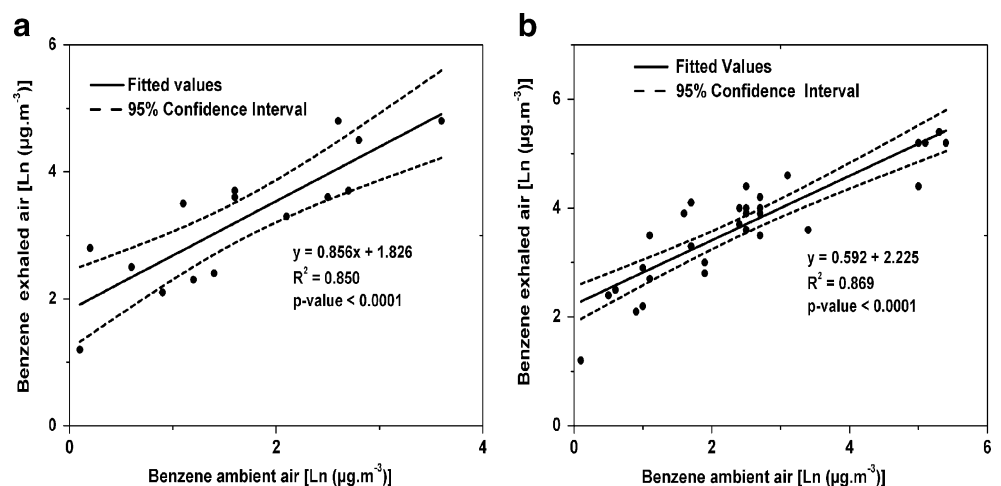 a
Benzene exhaled air [Ln (µg.m⁻³)]
6
4
2
0
Fitted values
95% Confidence Interval
y = 0.856x + 1.826
R² = 0.850
p-value < 0.0001
0
2
4
Benzene ambient air [Ln (µg.m⁻³)]
b
Benzene exhaled air [Ln (µg.m⁻³)]
6
4
2
0
Fitted Values
95% Confidence Interval
y = 0.592 + 2.225
R² = 0.869
p-value < 0.0001
0
2
4
6
Benzene ambient air [Ln (µg.m⁻³)]